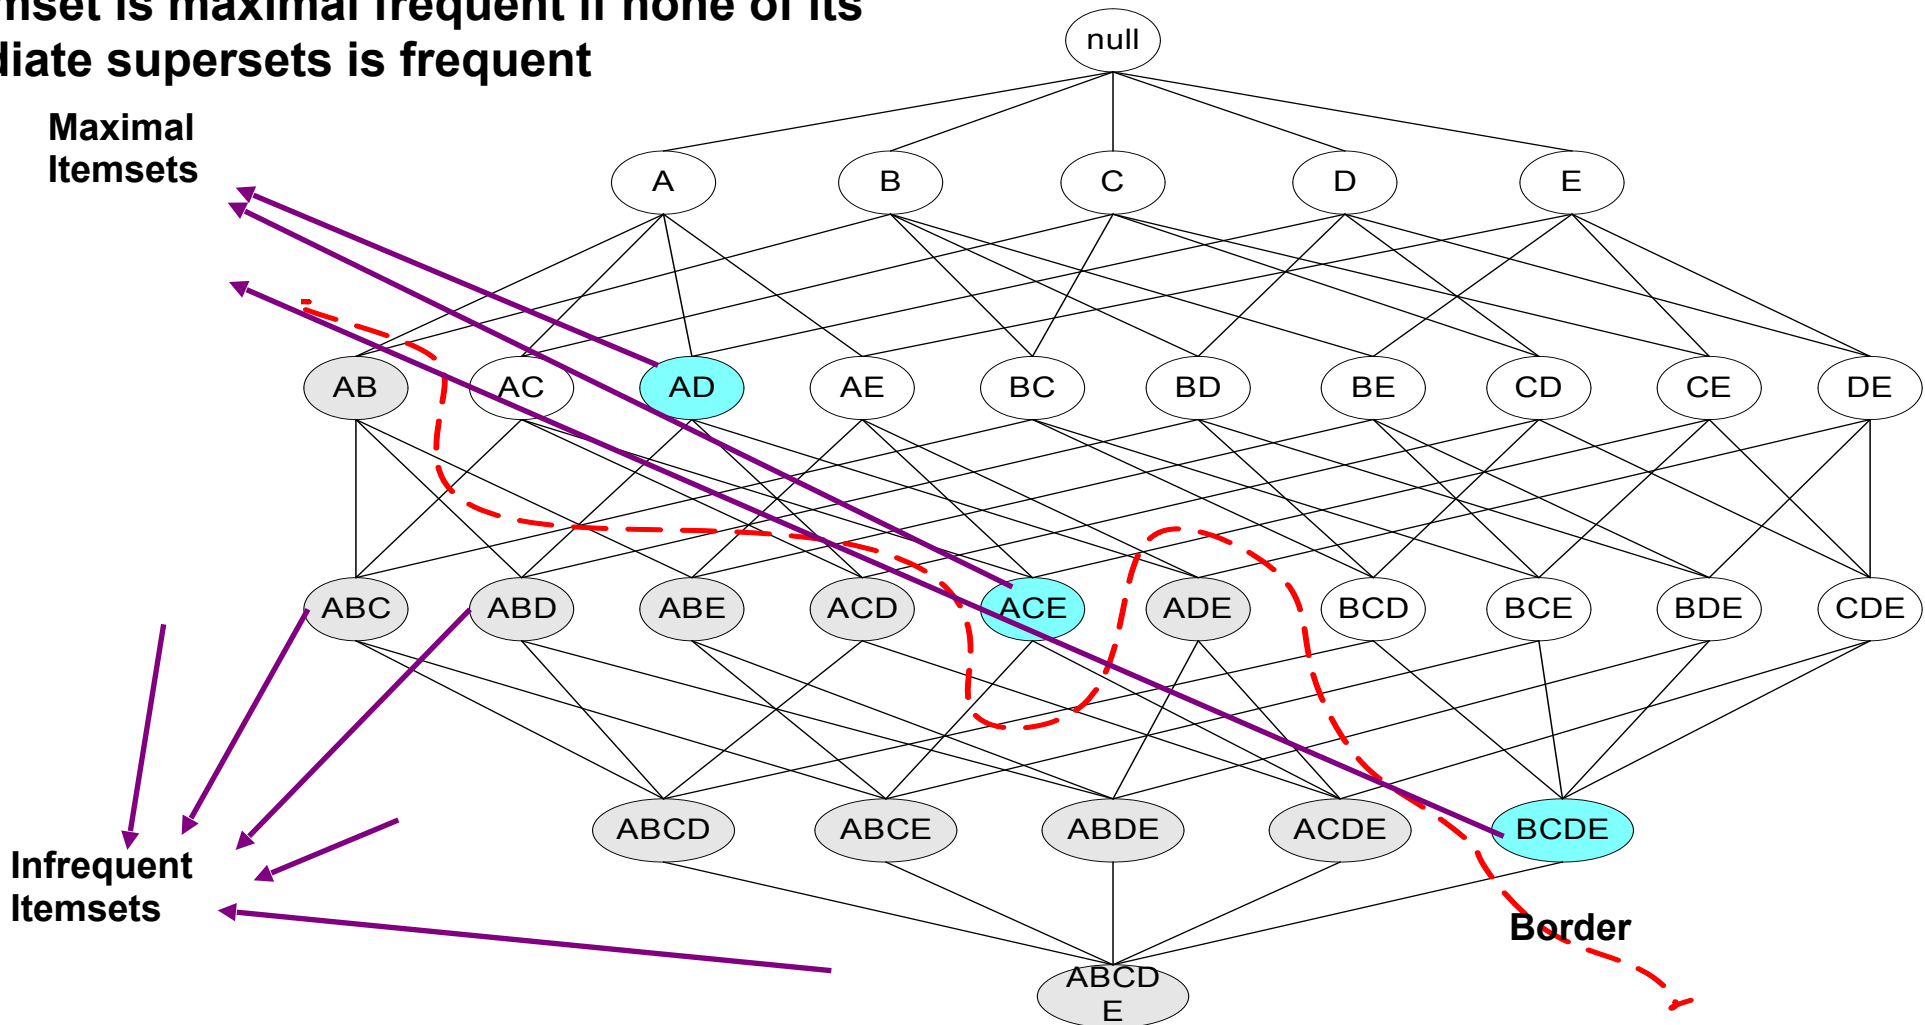 is maximal frequent if none of its
supersets is frequent
null
Maximal
Itemsets
A B C D E
AB AC AD AE BC BD BE CD CE DE
ABC ABD ABE ACD ACE ADE BCD BCE BDE CDE
ABCD ABCE ABDE ACDE BCDE
Infrequent
Itemsets
Border
ABCD
E